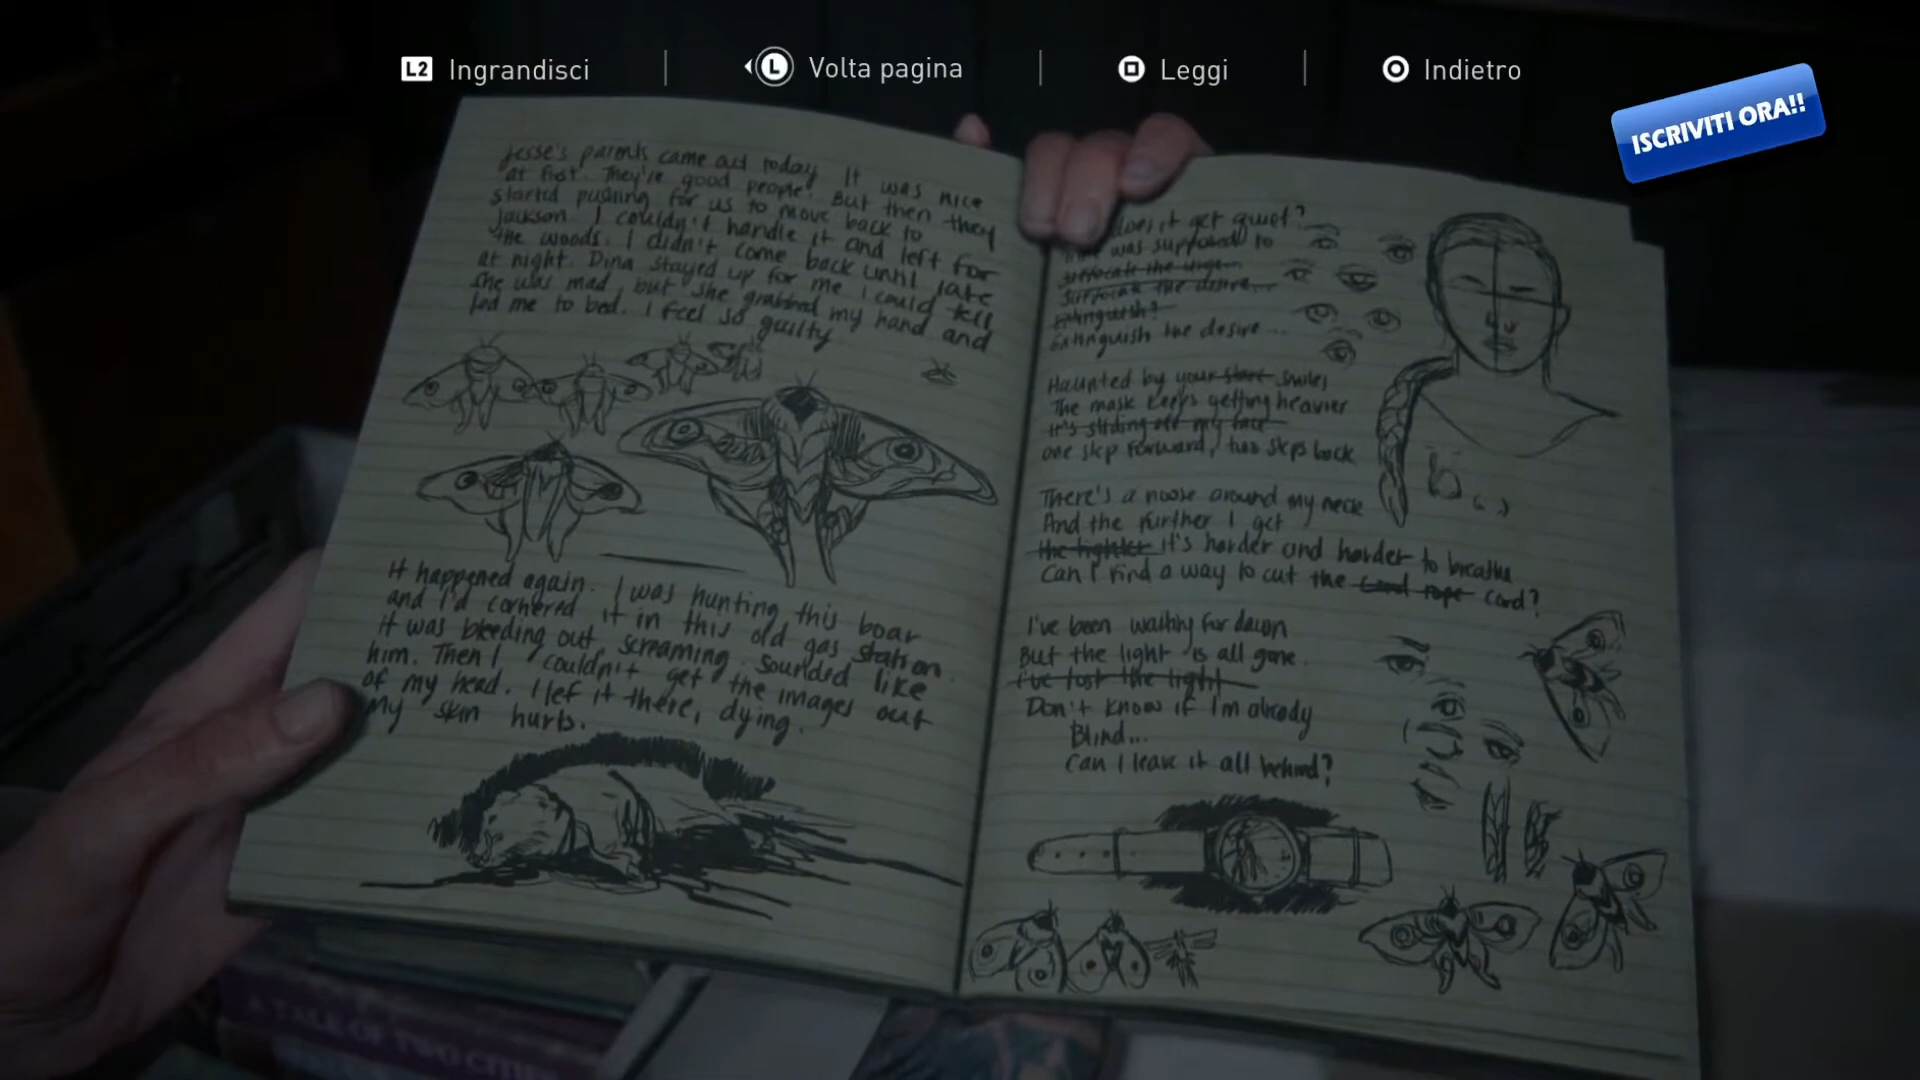 L2 Ingrandisci
L Volta pagina
Leggi
Indietro
ISCRIVITI ORA!!
Jesse's parents came out today. It was nice
at first. They're good people. But then they
started pushing for us to move back to
Jackson. I couldn't handle it and left for
the woods. I didn't come back until late
at night. Dina stayed up for me. I could tell
she was mad, but she grabbed my hand and
led me to bed. I feel so guilty
It happened again. I was hunting this boar
and I'd cornered it in this old gas station.
It was bleeding out, screaming. Sounded like
him. Then I couldn't get the images out
of my head. I lef it there, dying.
My skin hurts.
does it get quiet?
was supposed to
suffocate the urge...
suffocate the desire...
extinguish?
Extinguish the desire...
Haunted by your stare smiles
The mask keeps getting heavier
it's sliding off my face
one step forward, two steps back
There's a noose around my neck
And the further I get
the tighter it's harder and harder to breathe
Can I find a way to cut the cord rope cord?
I've been waiting for dawn
But the light is all gone.
I've lost the light
Don't know if I'm already
Blind...
Can I leave it all behind?
A TALE OF TWO CITIES